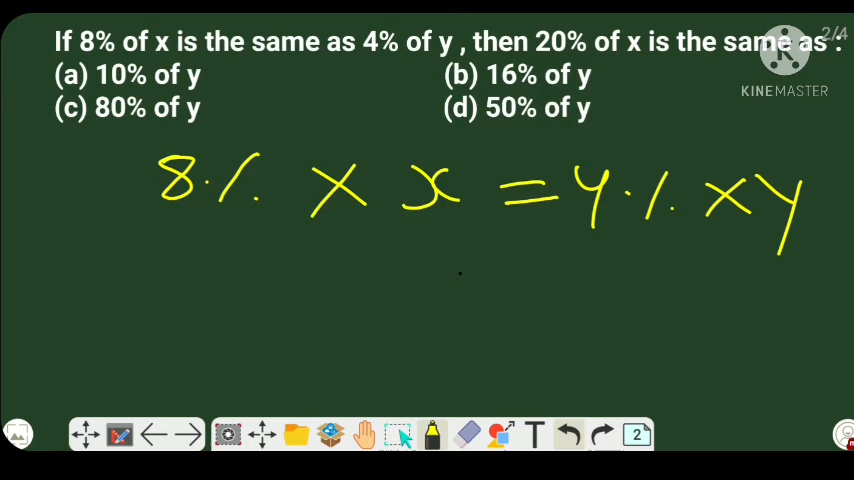 If 8% of x is the same as 4% of y , then 20% of x is the same as :
(a) 10% of y (b) 16% of y
(c) 80% of y (d) 50% of y
2/4
KINEMASTER
8.% X x = 4.% X y
T
2